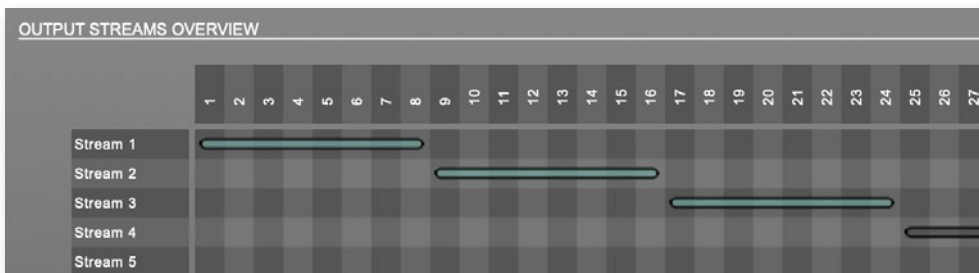 OUTPUT STREAMS OVERVIEW
1 2 3 4 5 6 7 8 9 10 11 12 13 14 15 16 17 18 19 20 21 22 23 24 25 26 27
Stream 1
Stream 2
Stream 3
Stream 4
Stream 5